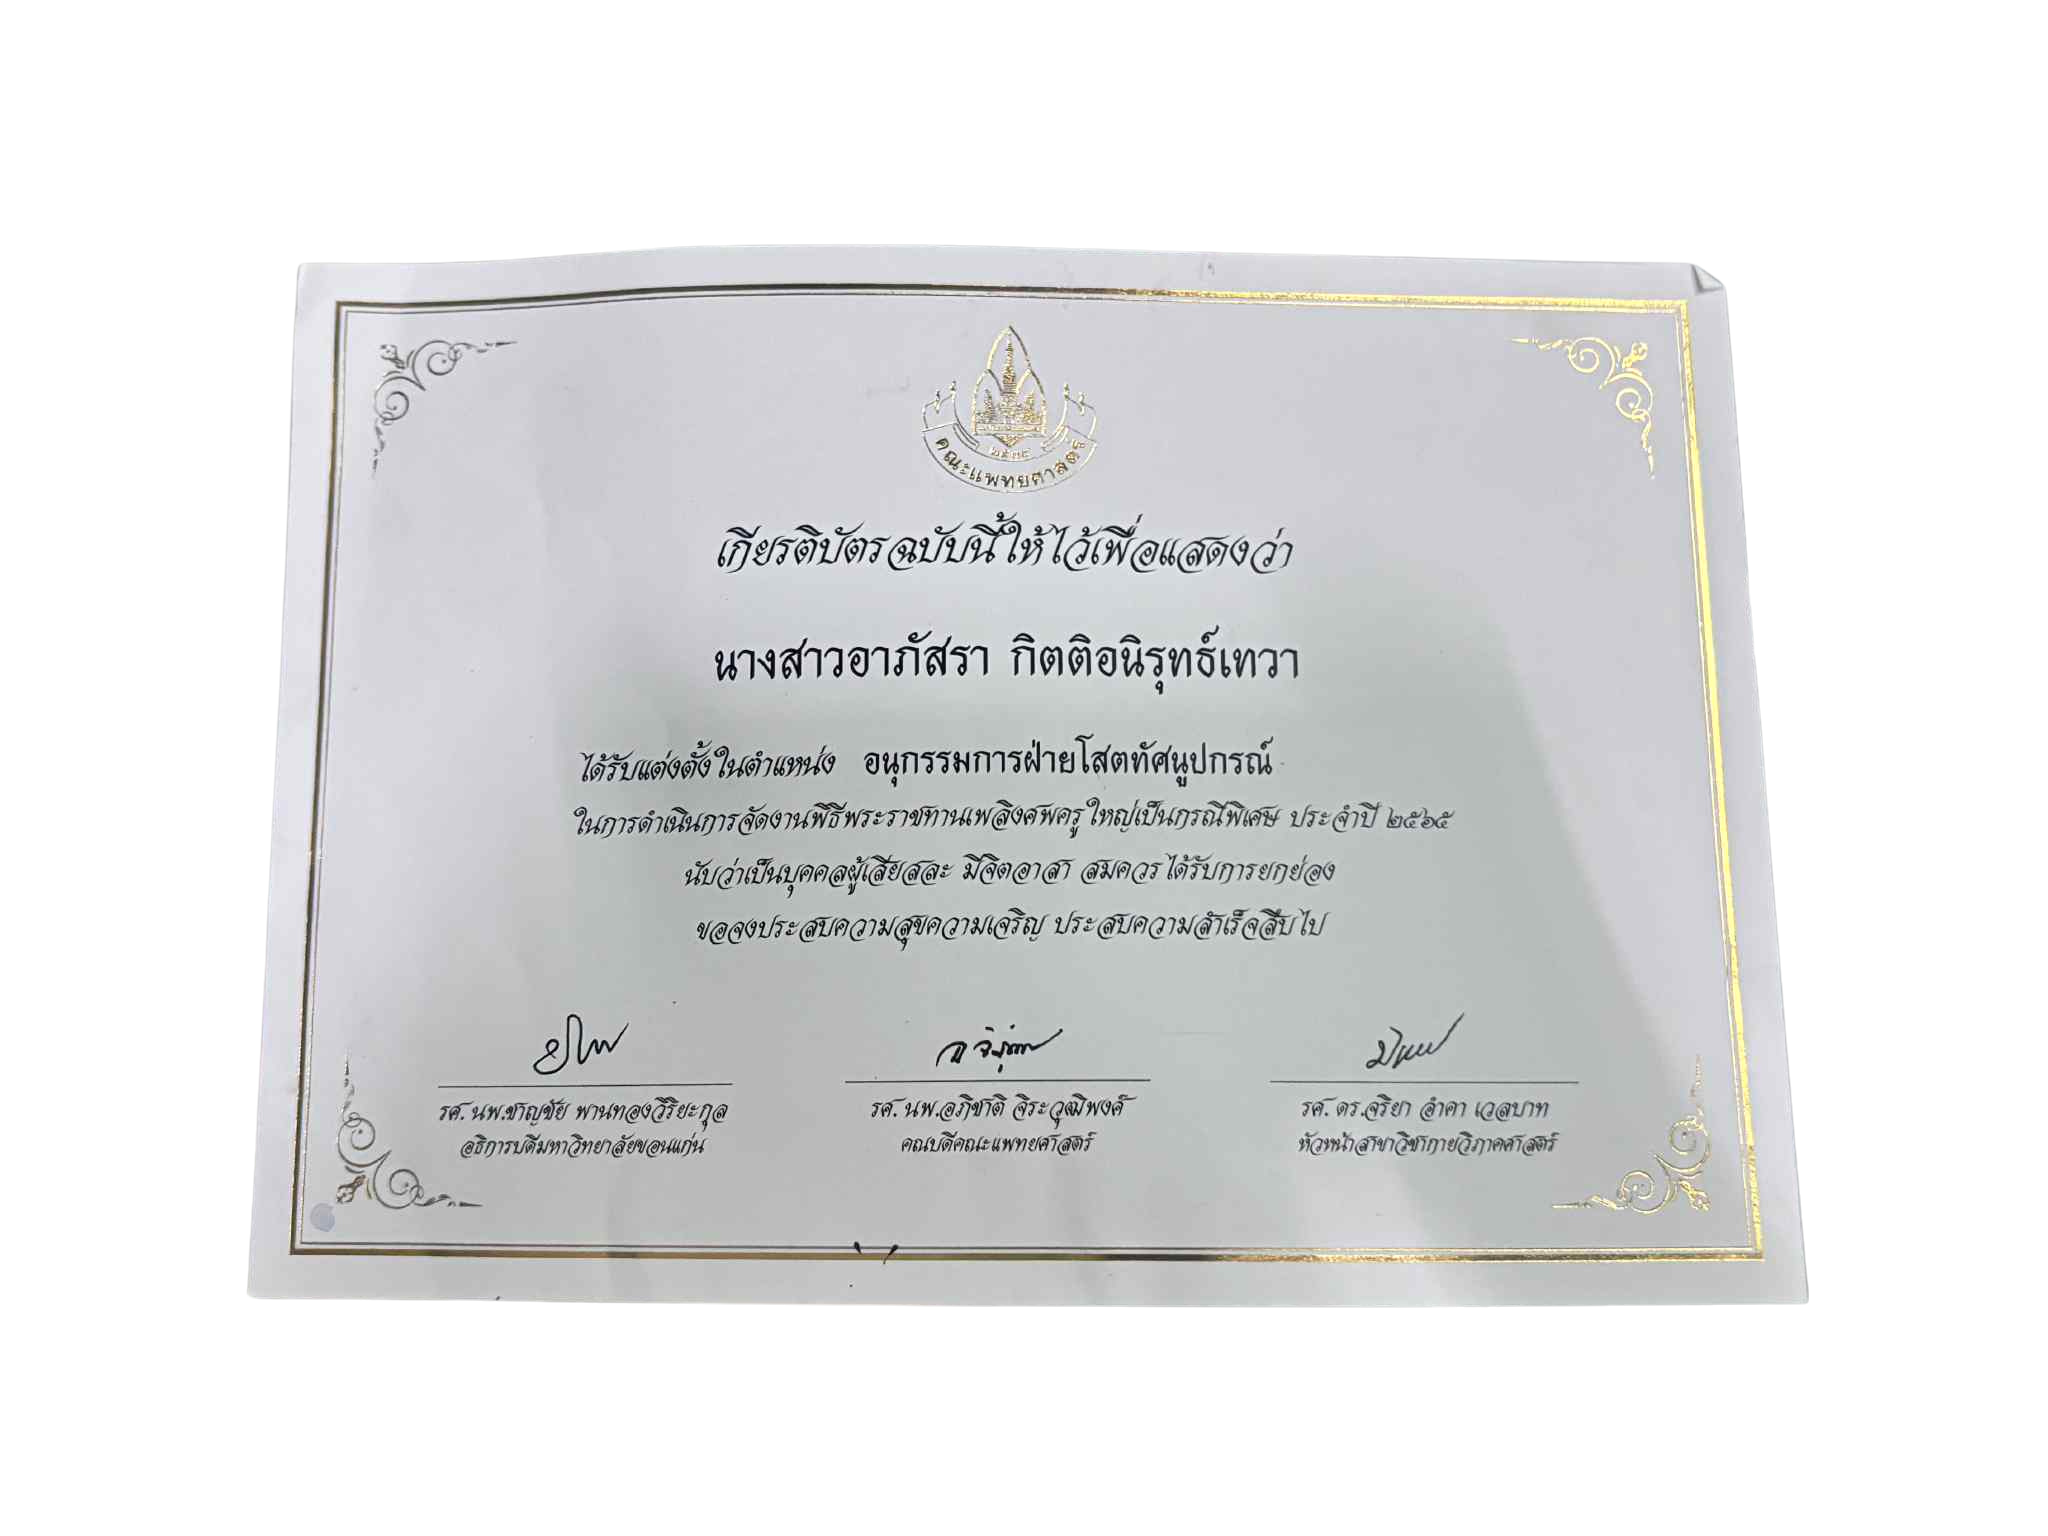 ๒๕๑๕
คณะแพทยศาสตร์
เกียรติบัตรฉบับนี้ให้ไว้เพื่อแสดงว่า
นางสาวอาภัสรา กิตติอนิรุทธ์เทวา
ได้รับแต่งตั้งในตำแหน่ง อนุกรรมการฝ่ายโสตทัศนูปกรณ์
ในการดำเนินการจัดงานพิธีพระราชทานเพลิงศพครูใหญ่เป็นกรณีพิเศษ ประจำปี ๒๕๖๕
นับว่าเป็นบุคคลผู้เสียสละ มีจิตอาสา สมควรได้รับการยกย่อง
ขอจงประสบความสุขความเจริญ ประสบความสำเร็จสืบไป
รศ. นพ.ชาญชัย พานทองวิริยะกุล
อธิการบดีมหาวิทยาลัยขอนแก่น
รศ. นพ.อภิชาติ จิระวุฒิพงศ์
คณบดีคณะแพทยศาสตร์
รศ. ดร.จริยา อำคา เวลบาท
หัวหน้าสาขาวิชากายวิภาคศาสตร์